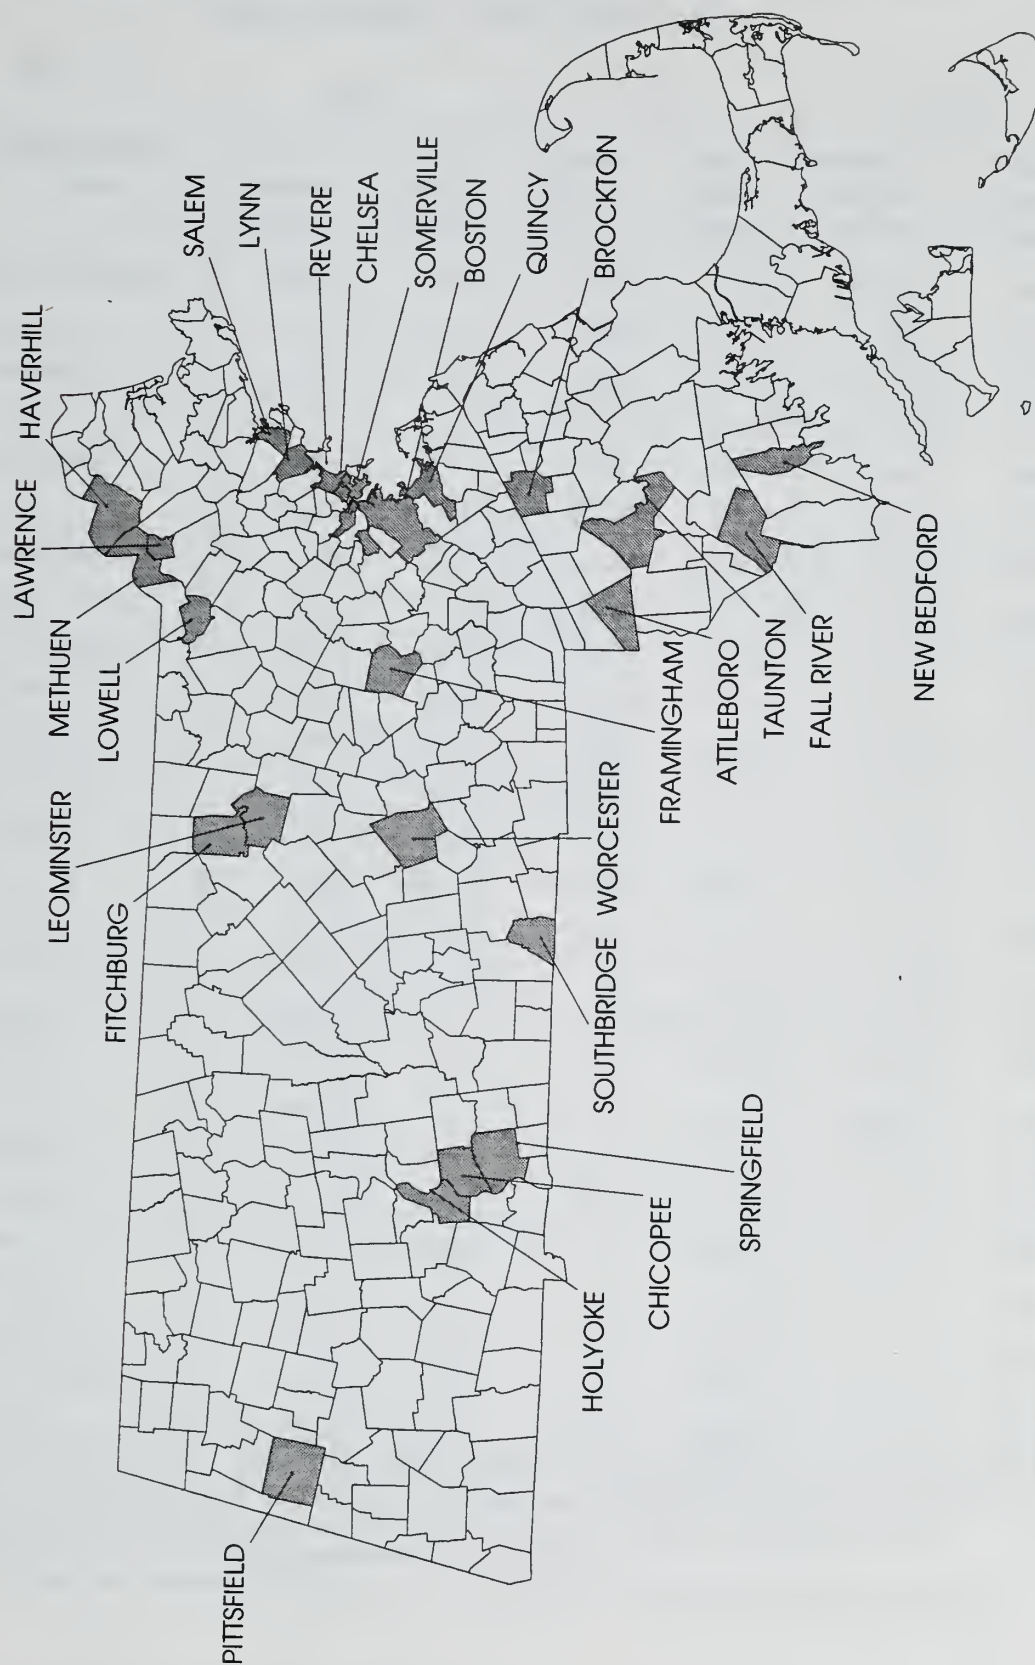 HAVERHILL
LAWRENCE
METHUEN
LOWELL
LEOMINSTER
FITCHBURG
PITTSFIELD
SALEM
LYNN
REVERE
CHELSEA
SOMERVILLE
BOSTON
QUINCY
BROCKTON
HOLYOKE
CHICOPEE
SPRINGFIELD
SOUTHBRIDGE
WORCESTER
FRAMINGHAM
ATTLEBORO
TAUNTON
FALL RIVER
NEW BEDFORD